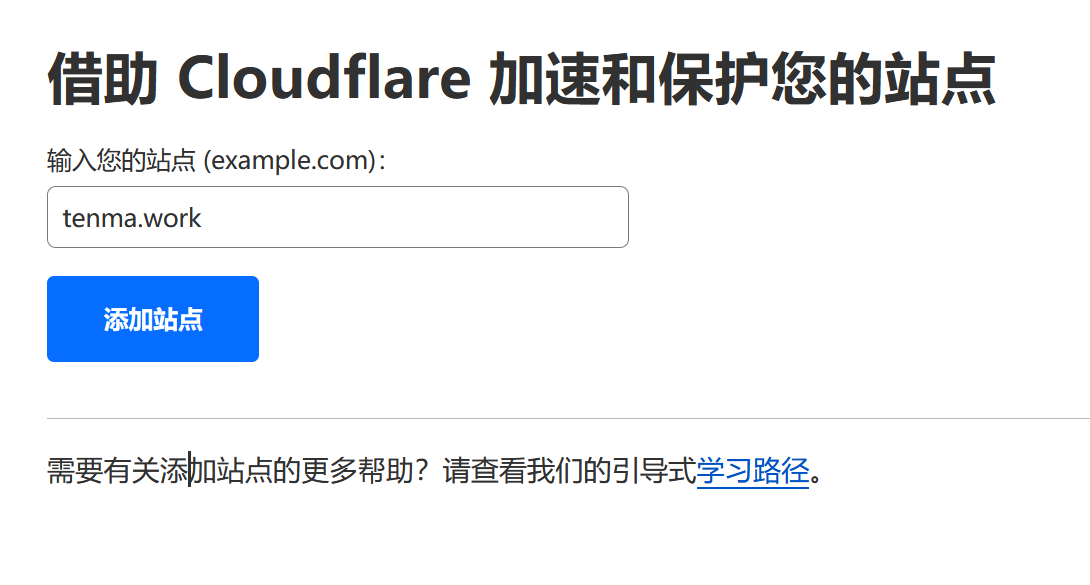 借助 Cloudflare 加速和保护您的站点
输入您的站点 (example.com)：
tenma.work
添加站点
需要有关添加站点的更多帮助？请查看我们的引导式学习路径。